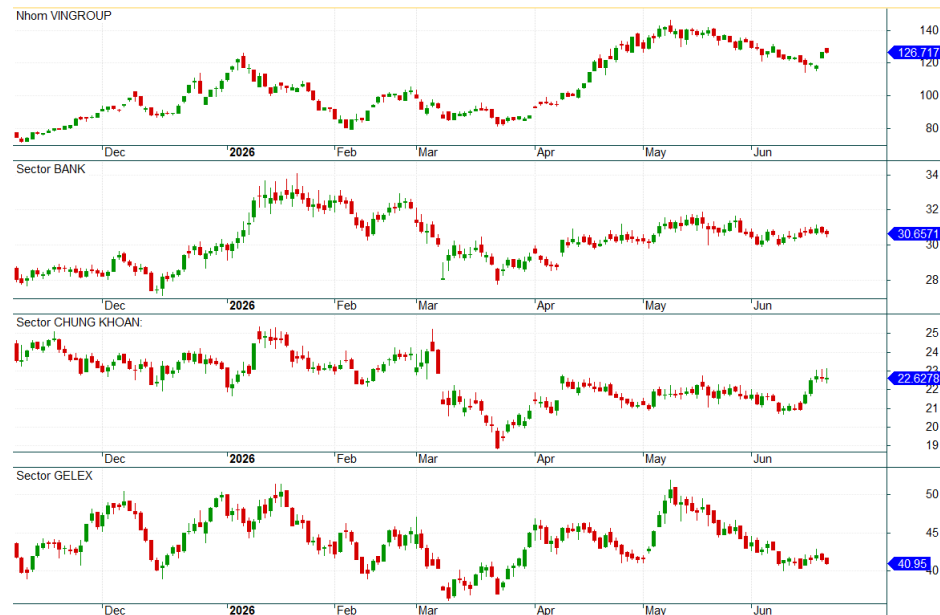 Nhom VINGROUP
140
126.717
120
100
80
Dec 2026 Feb Mar Apr May Jun
Sector BANK
34
32
30.6571
30
28
Dec 2026 Feb Mar Apr May Jun
Sector CHUNG KHOAN:
25
24
23
22.6278
22
21
20
19
Dec 2026 Feb Mar Apr May Jun
Sector GELEX
50
45
40.95
40
Dec 2026 Feb Mar Apr May Jun